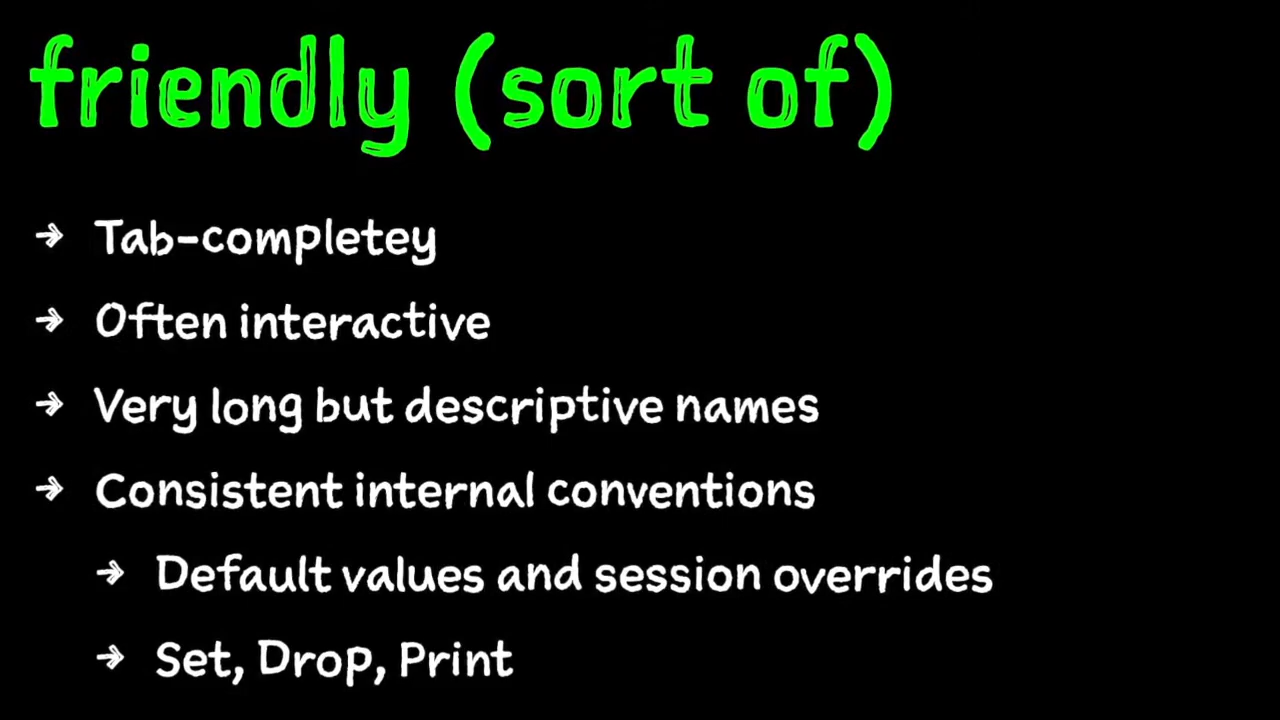 friendly (sort of)
→ Tab-completey
→ Often interactive
→ Very long but descriptive names
→ Consistent internal conventions
→ Default values and session overrides
→ Set, Drop, Print